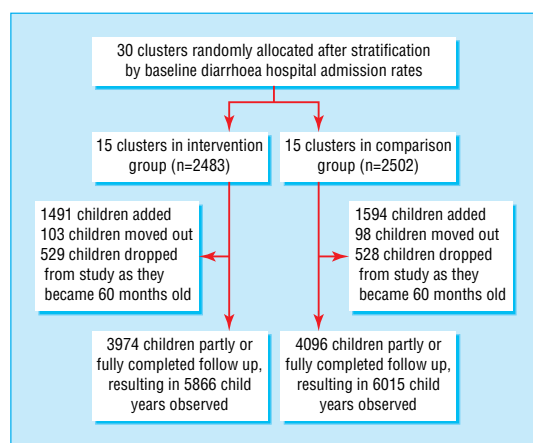 30 clusters randomly allocated after stratification
by baseline diarrhoea hospital admission rates
15 clusters in intervention
group (n=2483)
15 clusters in comparison
group (n=2502)
1491 children added
103 children moved out
529 children dropped
from study as they
became 60 months old
1594 children added
98 children moved out
528 children dropped
from study as they
became 60 months old
3974 children partly or
fully completed follow up,
resulting in 5866 child
years observed
4096 children partly or
fully completed follow up,
resulting in 6015 child
years observed